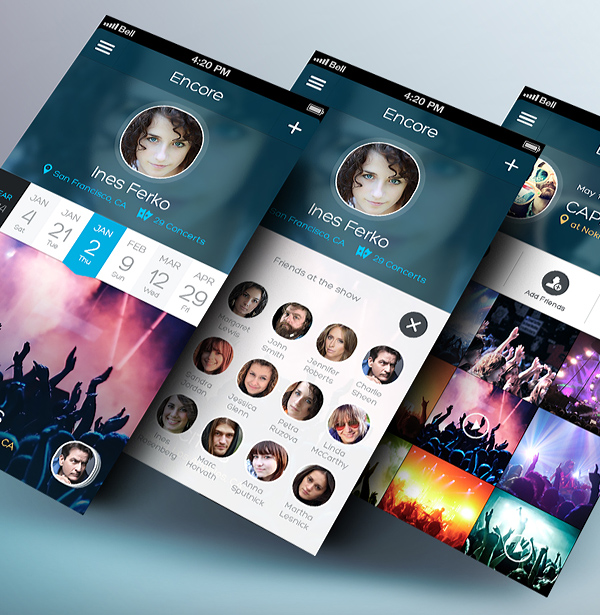 Bell
4:20 PM
Encore
Ines Ferko
San Francisco, CA
29 Concerts
JAN
4
Sat
JAN
21
Tue
JAN
2
Thu
FEB
9
Sun
MAR
12
Wed
APR
29
Fri
CA
Bell
4:20 PM
Encore
Ines Ferko
San Francisco, CA
29 Concerts
Friends at the show
Margaret
Lewis
John
Smith
Jennifer
Roberts
Charlie
Sheen
Sandra
Jessica
Glenn
Petra
Ruzova
Linda
McCarthy
Ines
Marc
Horvath
Anna
Sputnick
Martha
Lesnick
Bell
May 1
CAP
at Noki
Add Friends